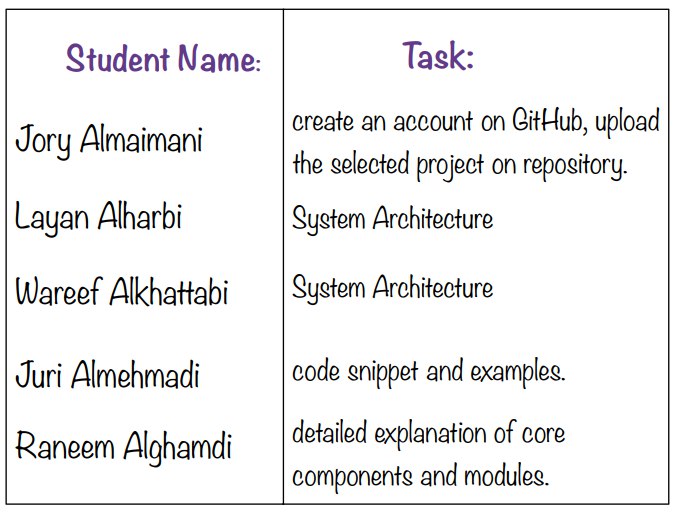 Student Name:
Task:
Jory Almaimani
create an account on GitHub, upload
the selected project on repository.
Layan Alharbi
System Architecture
Wareef Alkhattabi
System Architecture
Juri Almehmadi
code snippet and examples.
Raneem Alghamdi
detailed explanation of core
components and modules.